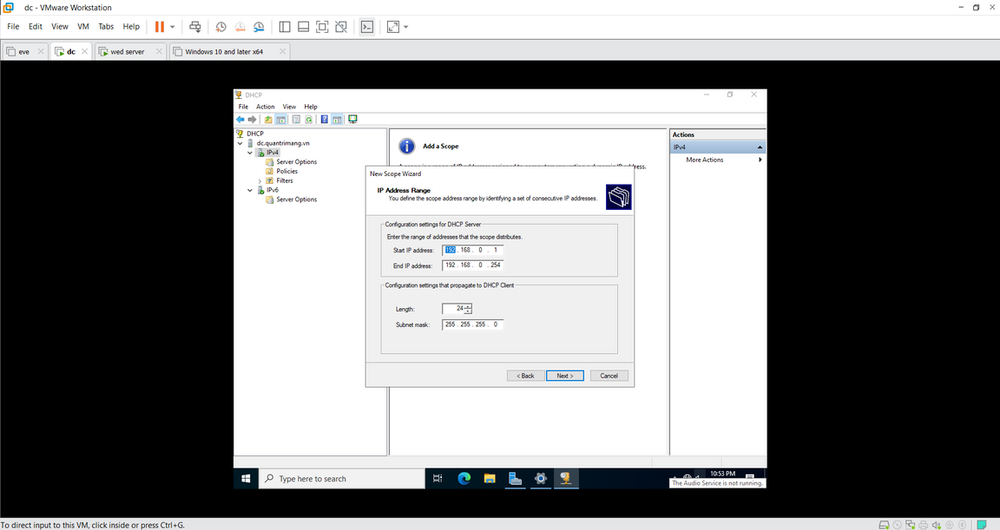 dc - VMware Workstation
File Edit View VM Tabs Help
eve dc wed server Windows 10 and later x64
DHCP
File Action View Help
DHCP
dc.quantrimang.vn
IPv4
Server Options
Policies
Filters
IPv6
Server Options
Add a Scope
Actions
IPv4
More Actions
New Scope Wizard
IP Address Range
You define the scope address range by identifying a set of consecutive IP addresses.
Configuration settings for DHCP Server
Enter the range of addresses that the scope distributes.
Start IP address: 192 . 168 . 0 . 1
End IP address: 192 . 168 . 0 . 254
Configuration settings that propagate to DHCP Client
Length: 24
Subnet mask: 255 . 255 . 255 . 0
< Back Next > Cancel
Type here to search
10:53 PM
The Audio Service is not running.
To direct input to this VM, click inside or press Ctrl+G.